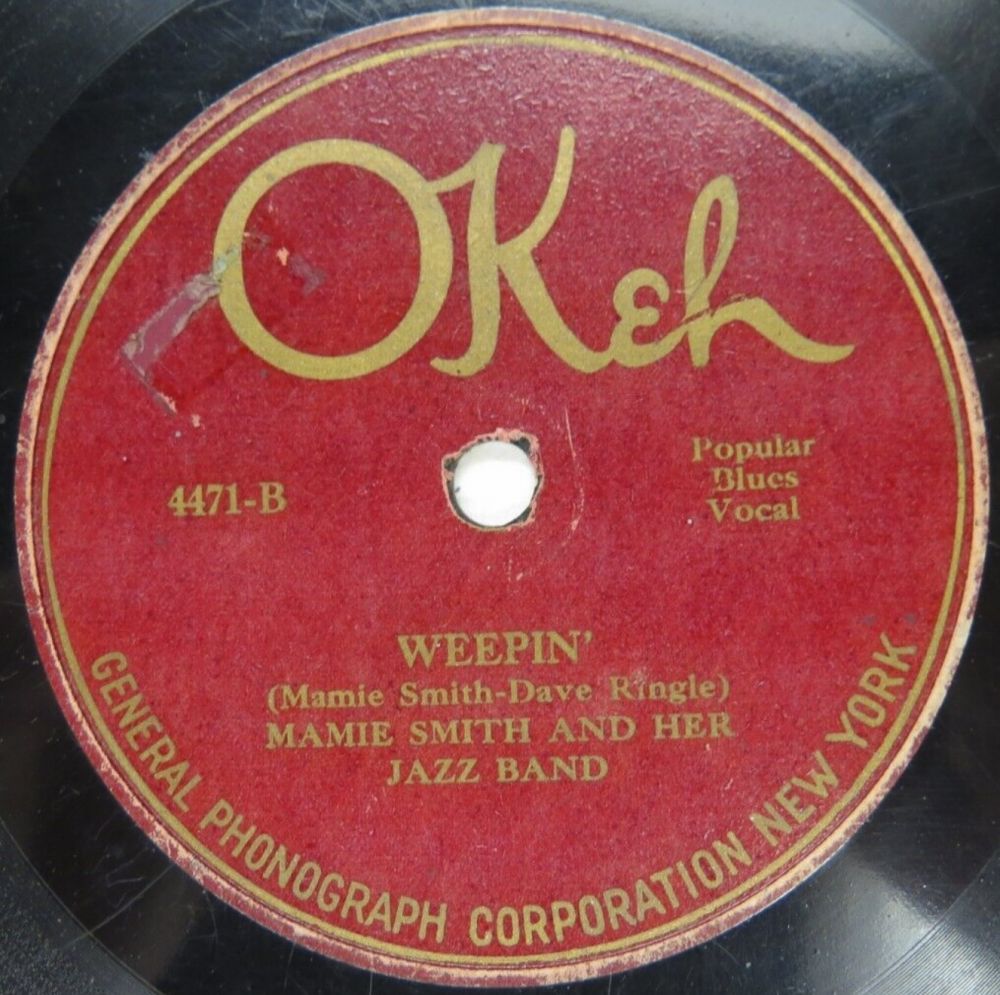 OKeh
4471-B
Popular
Blues
Vocal
WEEPIN'
(Mamie Smith-Dave Ringle)
MAMIE SMITH AND HER
JAZZ BAND
GENERAL PHONOGRAPH CORPORATION NEW YORK